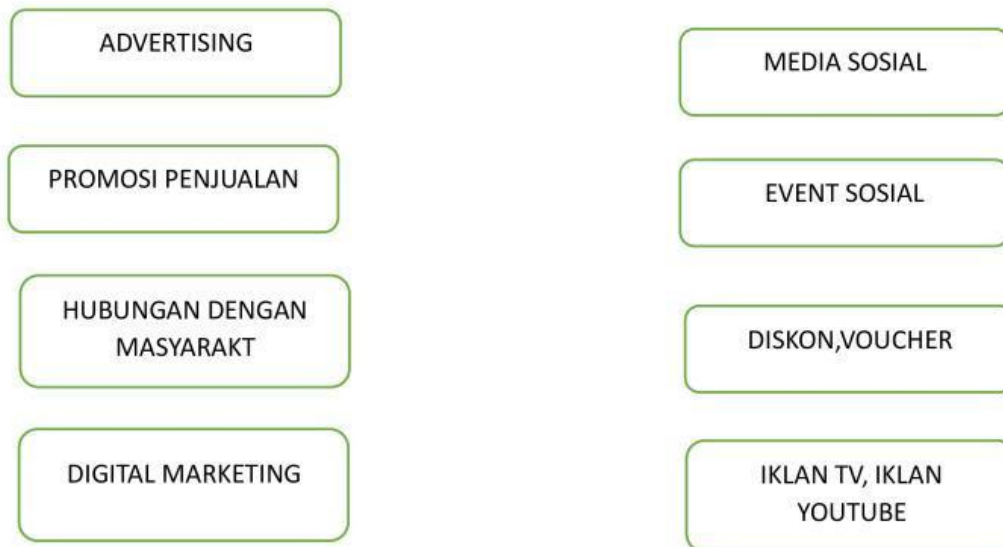 ADVERTISING
PROMOSI PENJUALAN
HUBUNGAN DENGAN
MASYARAKT
DIGITAL MARKETING
MEDIA SOSIAL
EVENT SOSIAL
DISKON,VOUCHER
IKLAN TV, IKLAN
YOUTUBE